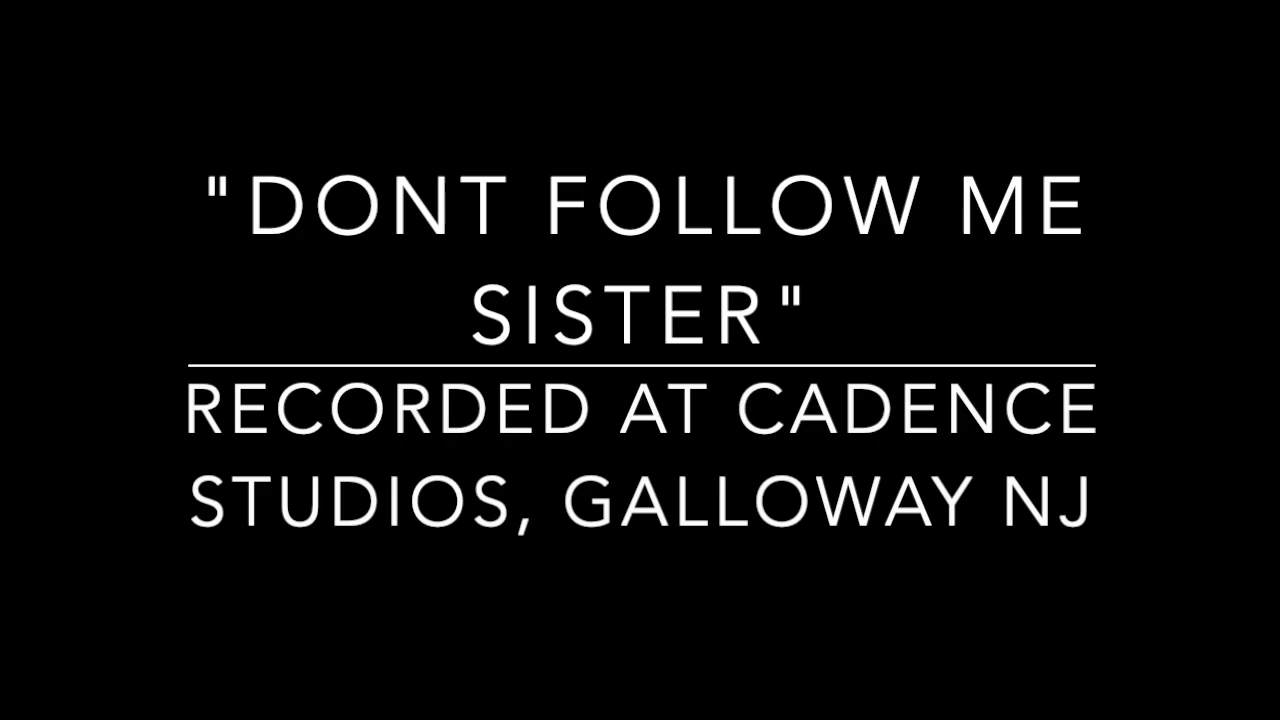 "DONT FOLLOW ME
SISTER"
RECORDED AT CADENCE
STUDIOS, GALLOWAY NJ